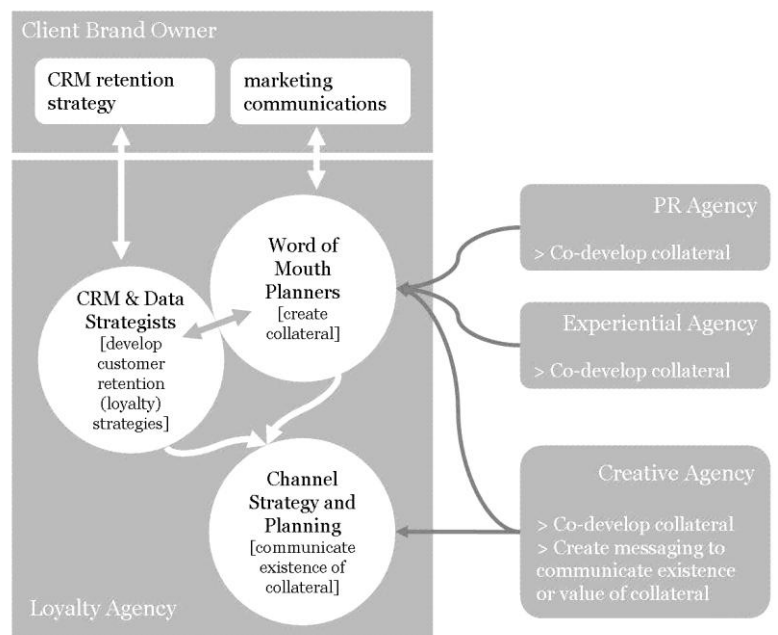 Client Brand Owner
CRM retention
strategy
marketing
communications
Word of
Mouth
Planners
[create
collateral]
CRM & Data
Strategists
[develop
customer
retention
(loyalty)
strategies]
Channel
Strategy and
Planning
[communicate
existence of
collateral]
Loyalty Agency
PR Agency
> Co-develop collateral
Experiential Agency
> Co-develop collateral
Creative Agency
> Co-develop collateral
> Create messaging to
communicate existence
or value of collateral